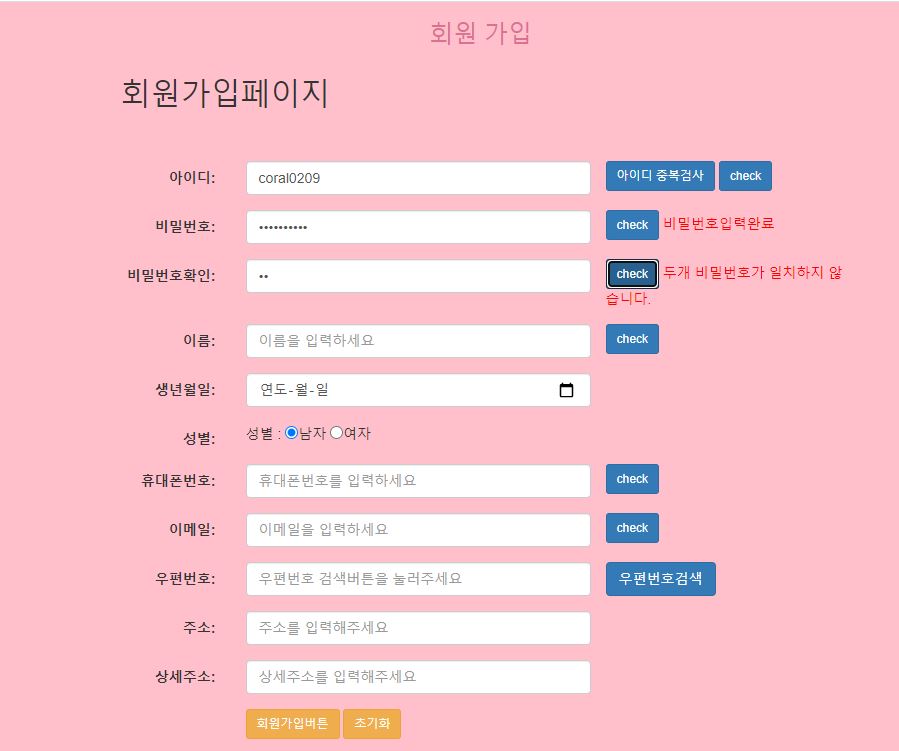 회원 가입
회원가입페이지
아이디: coral0209 아이디 중복검사 check
비밀번호: •••••••••• check 비밀번호입력완료
비밀번호확인: •• check 두개 비밀번호가 일치하지 않
습니다.
이름: 이름을 입력하세요 check
생년월일: 연도-월-일
성별: 성별 : 남자 여자
휴대폰번호: 휴대폰번호를 입력하세요 check
이메일: 이메일을 입력하세요 check
우편번호: 우편번호 검색버튼을 눌러주세요 우편번호검색
주소: 주소를 입력해주세요
상세주소: 상세주소를 입력해주세요
회원가입버튼 초기화